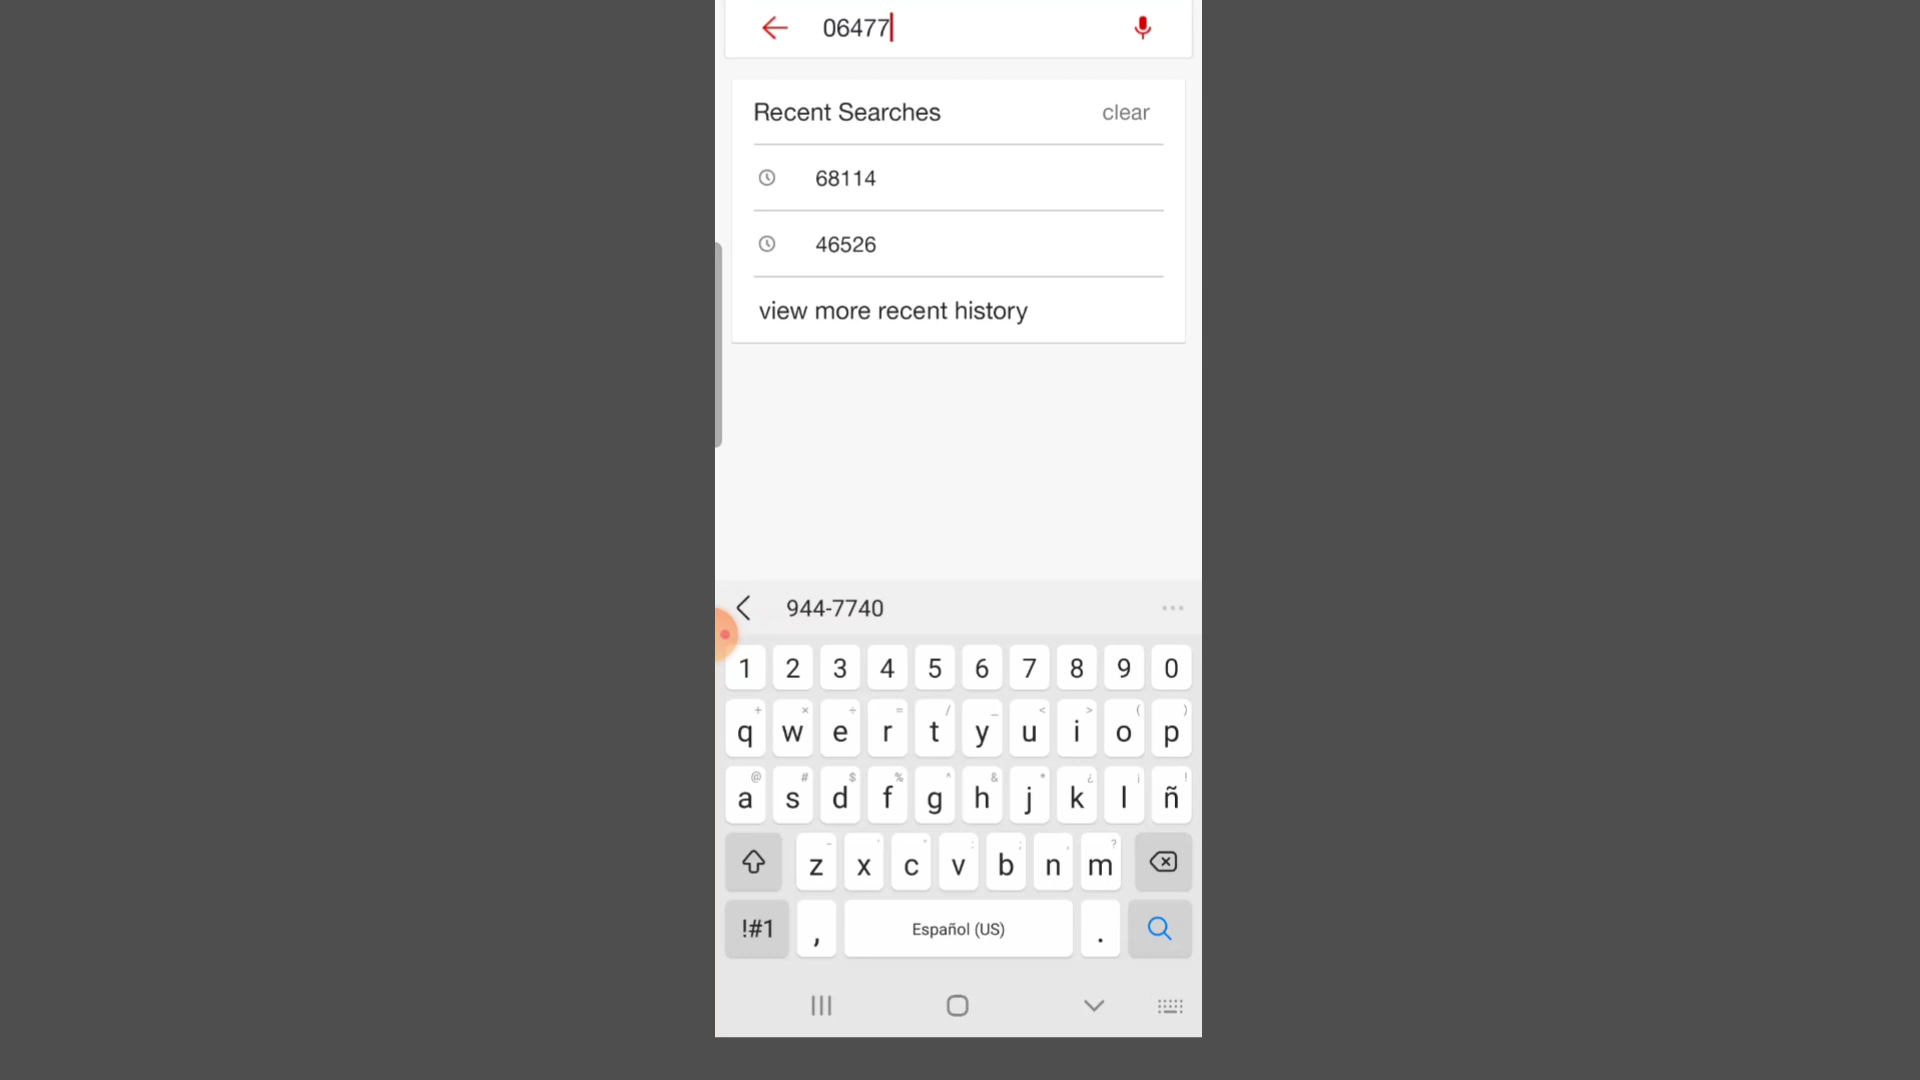 06477
Recent Searches clear
68114
46526
view more recent history
944-7740
1 2 3 4 5 6 7 8 9 0
+ × ÷ = / _ < > ( )
q w e r t y u i o p
@ # $ % ^ & * ¿ ¡ !
a s d f g h j k l ñ
z x c v b n m ?
!#1 , Español (US) .